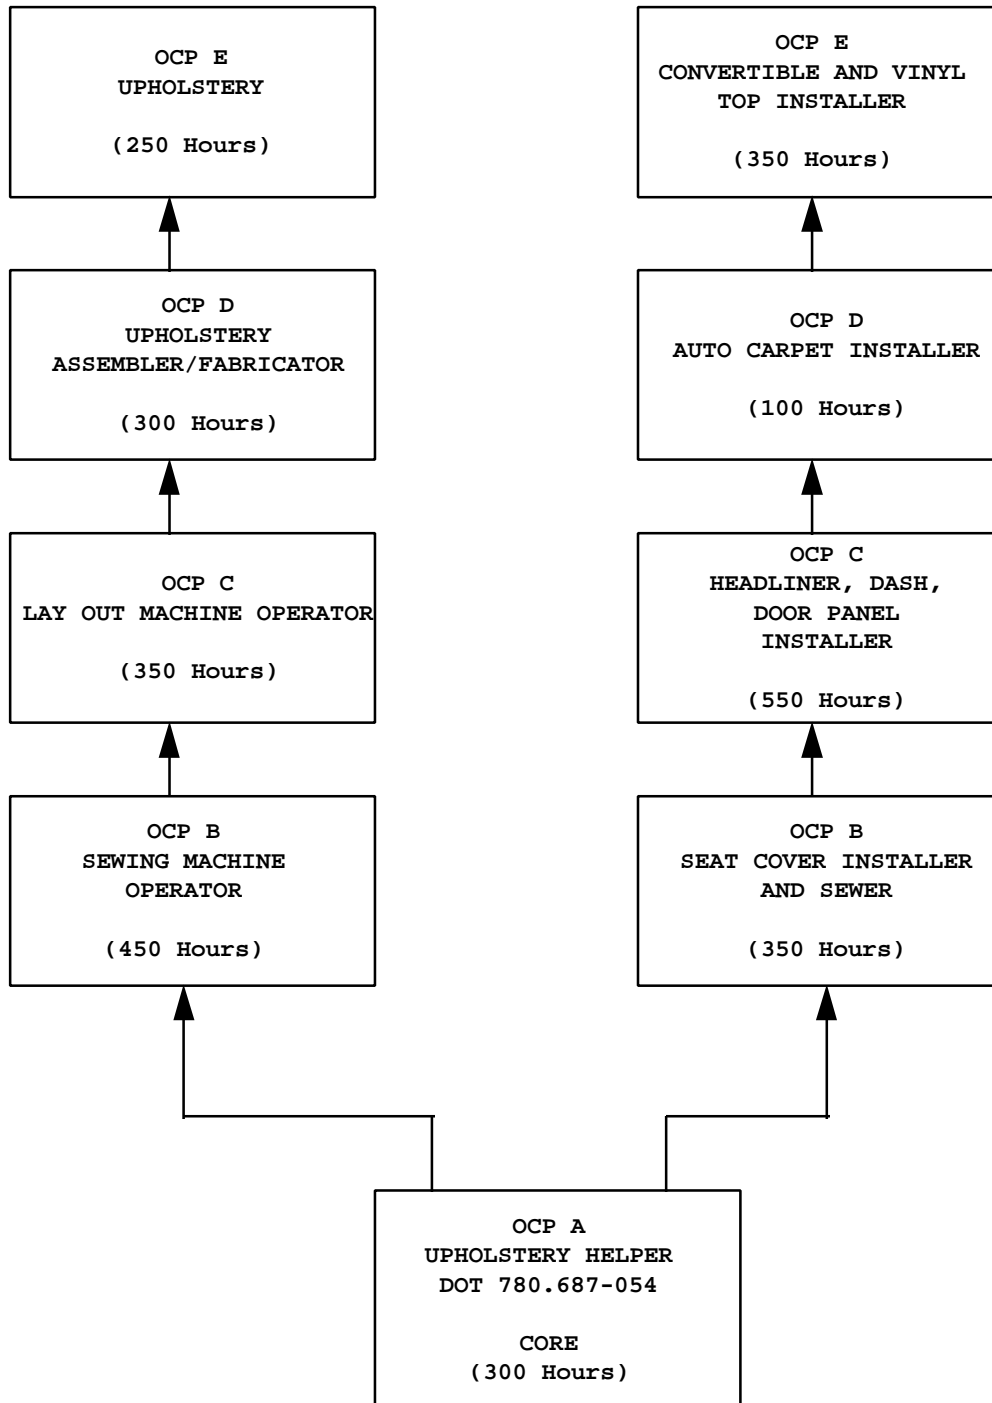 OCP E
UPHOLSTERY
(250 Hours)
OCP E
CONVERTIBLE AND VINYL
TOP INSTALLER
(350 Hours)
OCP D
UPHOLSTERY
ASSEMBLER/FABRICATOR
(300 Hours)
OCP D
AUTO CARPET INSTALLER
(100 Hours)
OCP C
LAY OUT MACHINE OPERATOR
(350 Hours)
OCP C
HEADLINER, DASH,
DOOR PANEL
INSTALLER
(550 Hours)
OCP B
SEWING MACHINE
OPERATOR
(450 Hours)
OCP B
SEAT COVER INSTALLER
AND SEWER
(350 Hours)
OCP A
UPHOLSTERY HELPER
DOT 780.687-054
CORE
(300 Hours)